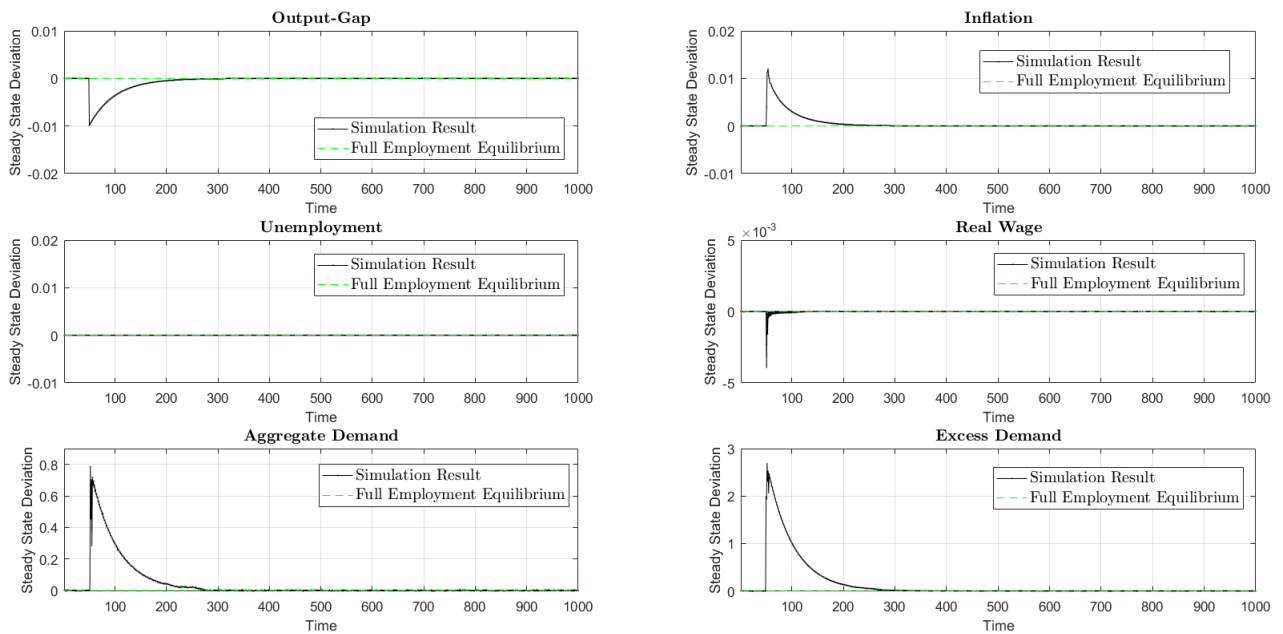 Output-Gap
Steady State Deviation
0.01
0
-0.01
-0.02
Simulation Result
Full Employment Equilibrium
100 200 300 400 500 600 700 800 900 1000
Time
Inflation
Steady State Deviation
0.02
0.01
0
-0.01
Simulation Result
Full Employment Equilibrium
100 200 300 400 500 600 700 800 900 1000
Time
Unemployment
Steady State Deviation
0.02
0.01
0
-0.01
Simulation Result
Full Employment Equilibrium
100 200 300 400 500 600 700 800 900 1000
Time
Real Wage
×10⁻³
Steady State Deviation
5
0
-5
Simulation Result
Full Employment Equilibrium
100 200 300 400 500 600 700 800 900 1000
Time
Aggregate Demand
Steady State Deviation
0.8
0.6
0.4
0.2
0
Simulation Result
Full Employment Equilibrium
100 200 300 400 500 600 700 800 900 1000
Time
Excess Demand
Steady State Deviation
3
2
1
0
Simulation Result
Full Employment Equilibrium
100 200 300 400 500 600 700 800 900 1000
Time